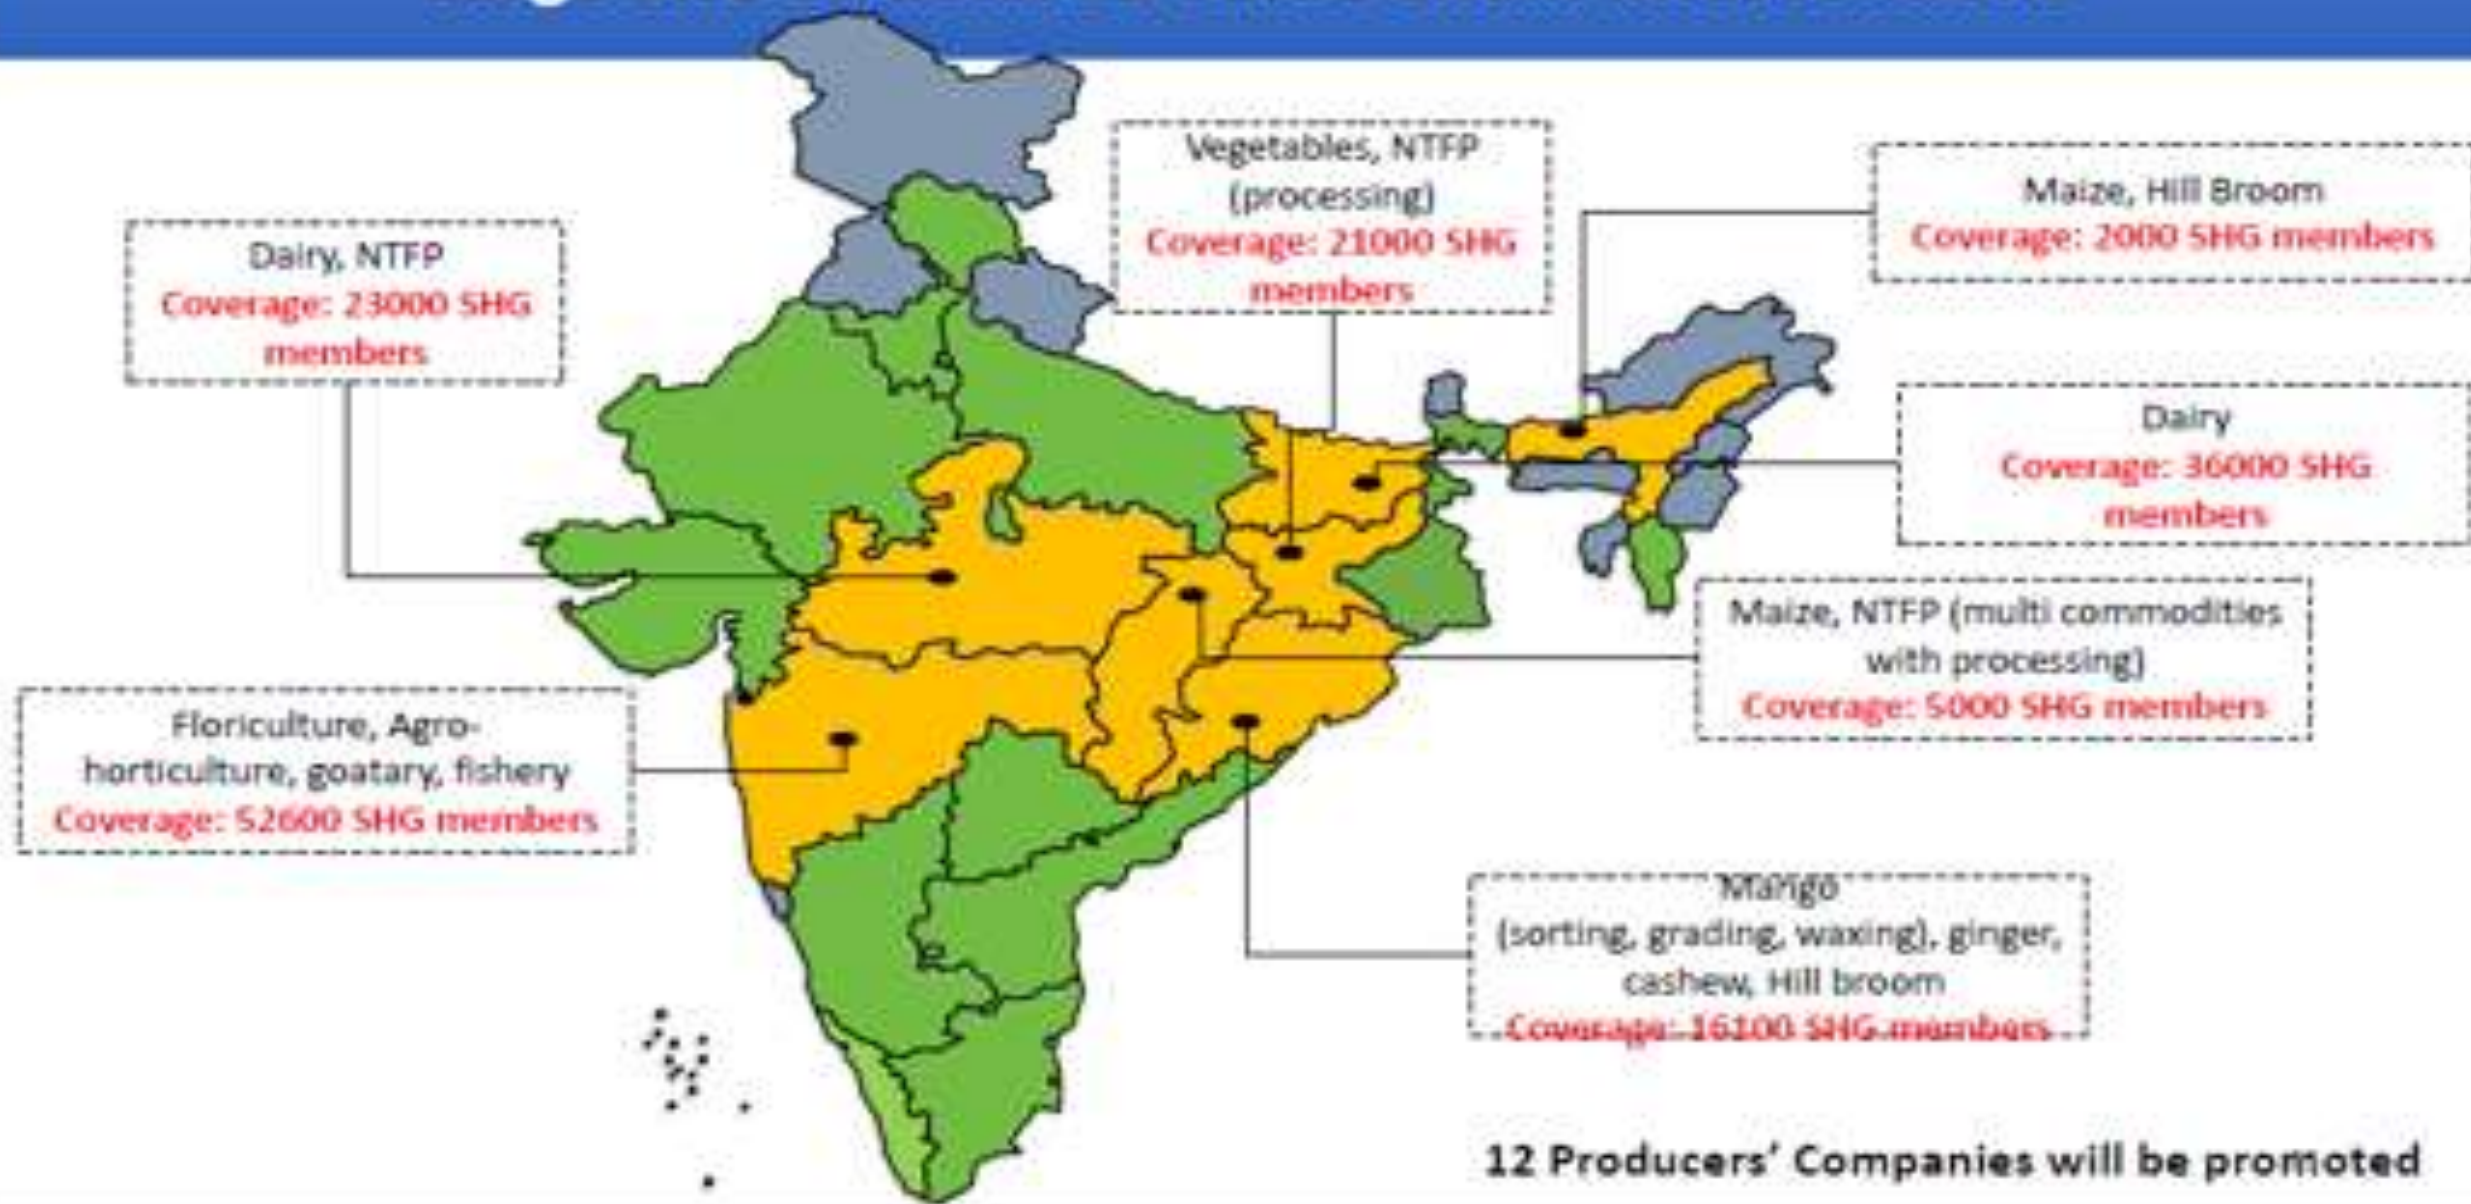 Vegetables, NTFP
(processing)
Coverage: 21000 SHG
members
Maize, Hill Broom
Coverage: 2000 SHG members
Dairy, NTFP
Coverage: 23000 SHG
members
Dairy
Coverage: 36000 SHG
members
Maize, NTFP (multi commodities
with processing)
Coverage: 5000 SHG members
Floriculture, Agro-
horticulture, goatary, fishery
Coverage: 52600 SHG members
Mango
(sorting, grading, waxing), ginger,
cashew, Hill broom
Coverage: 16100 SHG members
12 Producers' Companies will be promoted